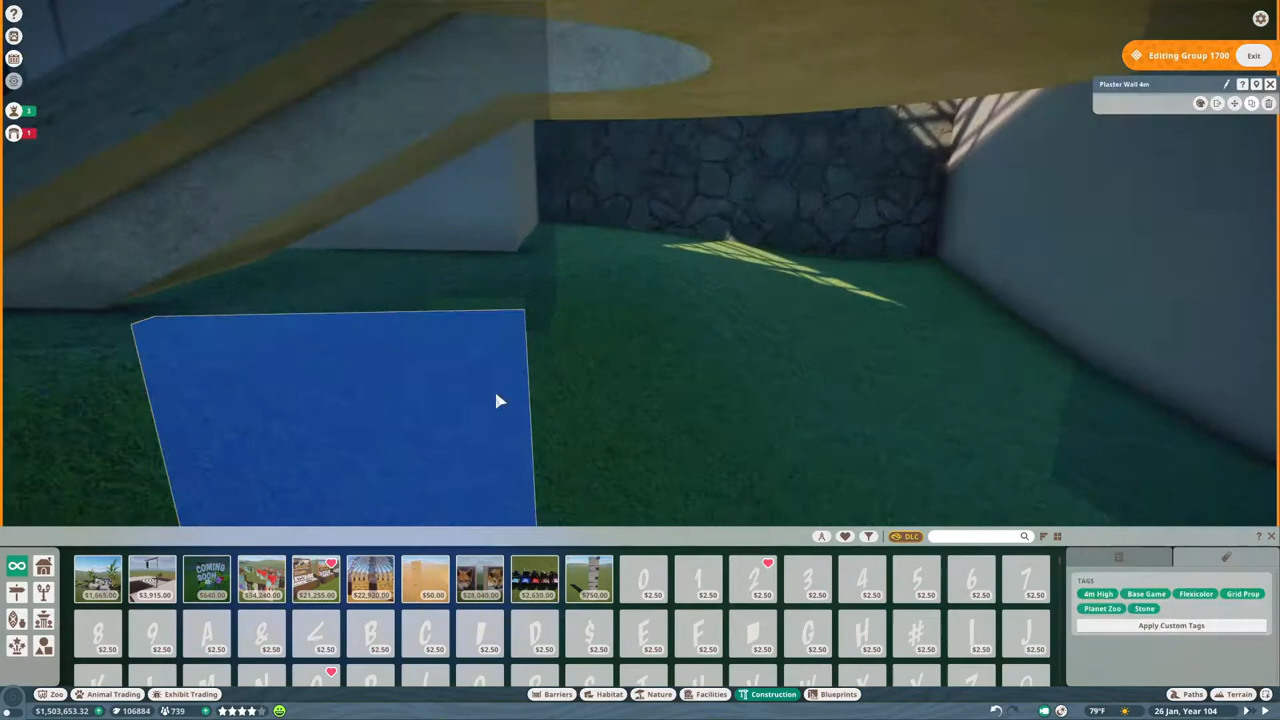 ?
Editing Group 1700
Exit
3
Plaster Wall 4m
?
1
DLC
? 
$1,665.00
$3,915.00
$640.00
$34,240.00
$21,255.00
$22,920.00
$50.00
$28,040.00
$2,630.00
$750.00
0 $2.50
1 $2.50
2 $2.50
3 $2.50
4 $2.50
5 $2.50
6 $2.50
7 $2.50
COMING SOON
TAGS
4m High
Base Game
Flexicolor
Grid Prop
Planet Zoo
Stone
Apply Custom Tags
8 $2.50
9 $2.50
A $2.50
& $2.50
< $2.50
B $2.50
C $2.50
, $2.50
D $2.50
$ $2.50
E $2.50
F $2.50
$2.50
G $2.50
H $2.50
# $2.50
I $2.50
J $2.50
Zoo
Animal Trading
Exhibit Trading
Barriers
Habitat
Nature
Facilities
Construction
Blueprints
Paths
Terrain
$1,503,653.32
106884
739
79°F
26 Jan, Year 104